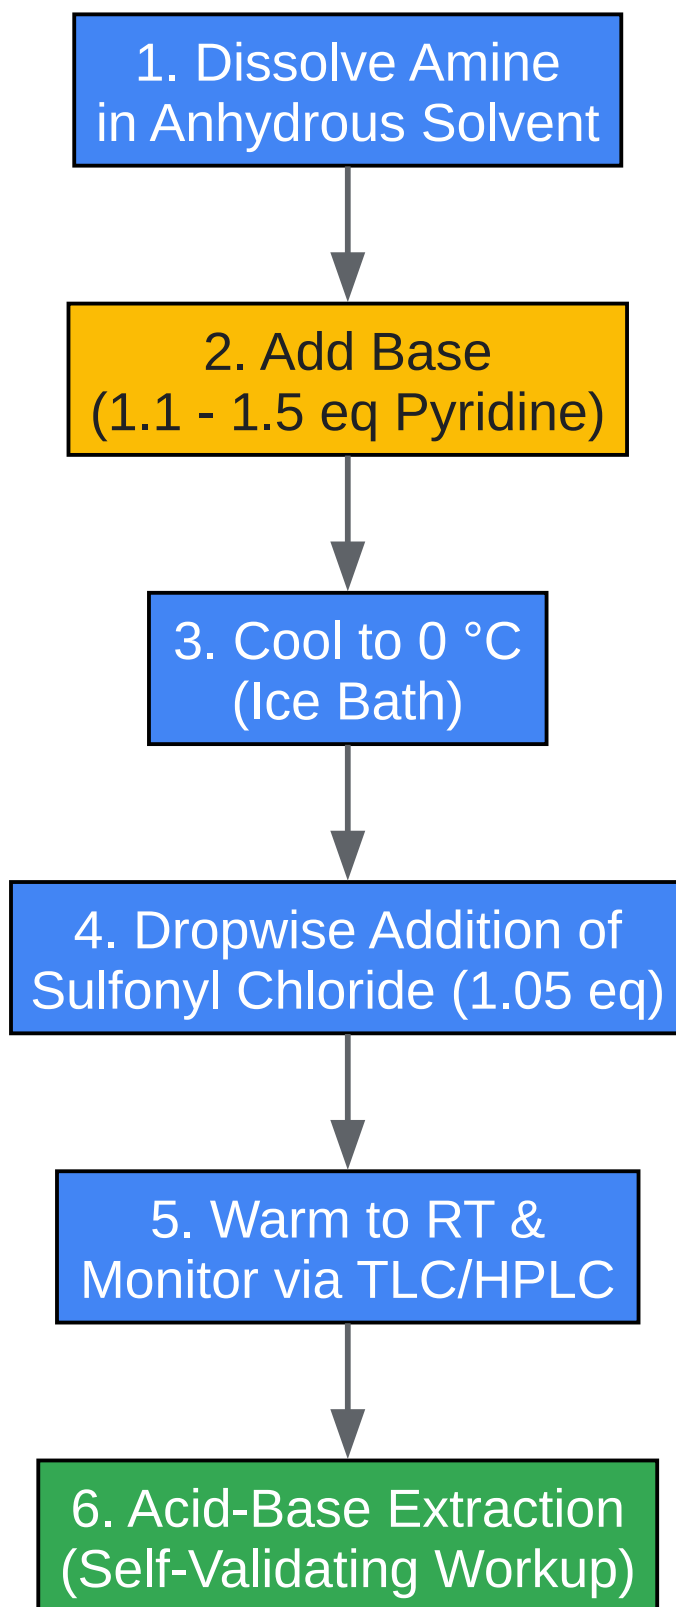 1. Dissolve Amine
in Anhydrous Solvent
2. Add Base
(1.1 - 1.5 eq Pyridine)
3. Cool to 0 °C
(Ice Bath)
4. Dropwise Addition of
Sulfonyl Chloride (1.05 eq)
5. Warm to RT &
Monitor via TLC/HPLC
6. Acid-Base Extraction
(Self-Validating Workup)